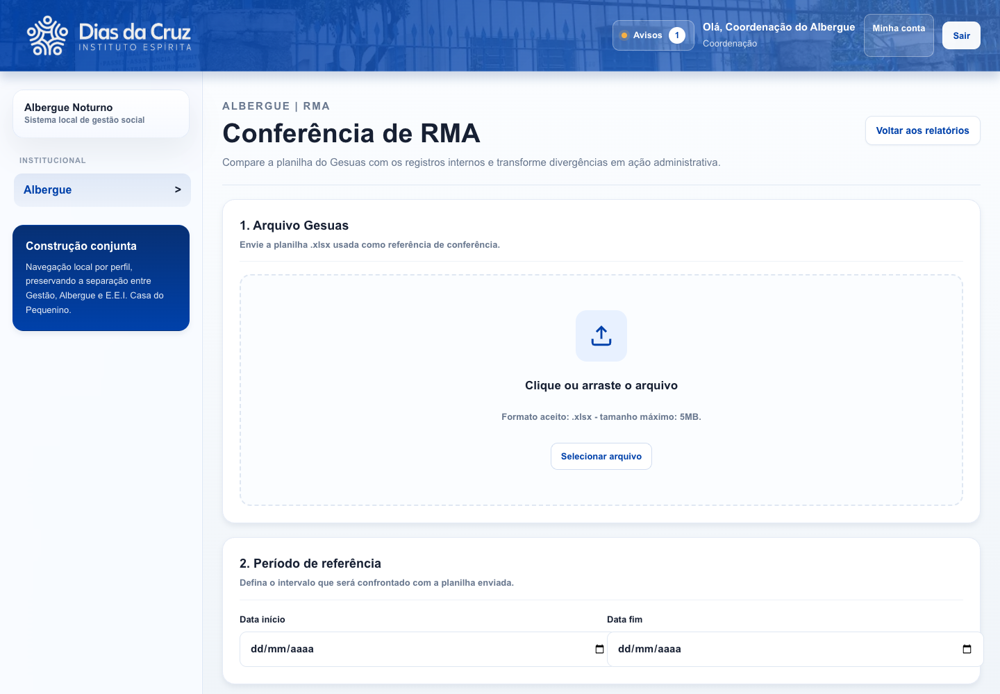 Dias da Cruz
INSTITUTO ESPÍRITA
Avisos 1
Olá, Coordenação do Albergue
Coordenação
Minha conta
Sair
Albergue Noturno
Sistema local de gestão social
INSTITUCIONAL
Albergue >
Construção conjunta
Navegação local por perfil,
preservando a separação entre
Gestão, Albergue e E.E.I. Casa do
Pequenino.
ALBERGUE | RMA
Conferência de RMA
Compare a planilha do Gesuas com os registros internos e transforme divergências em ação administrativa.
Voltar aos relatórios
1. Arquivo Gesuas
Envie a planilha .xlsx usada como referência de conferência.
Clique ou arraste o arquivo
Formato aceito: .xlsx - tamanho máximo: 5MB.
Selecionar arquivo
2. Período de referência
Defina o intervalo que será confrontado com a planilha enviada.
Data início
dd/mm/aaaa
Data fim
dd/mm/aaaa